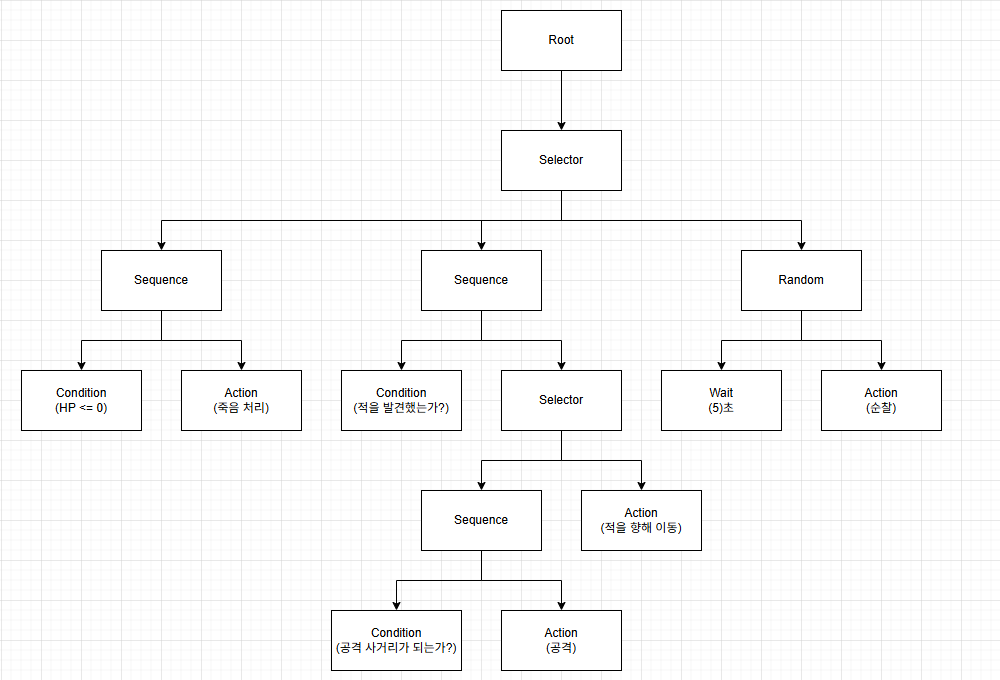 Root
Selector
Sequence
Sequence
Random
Condition
(HP <= 0)
Action
(죽음 처리)
Condition
(적을 발견했는가?)
Selector
Wait
(5)초
Action
(순찰)
Sequence
Action
(적을 향해 이동)
Condition
(공격 사거리가 되는가?)
Action
(공격)